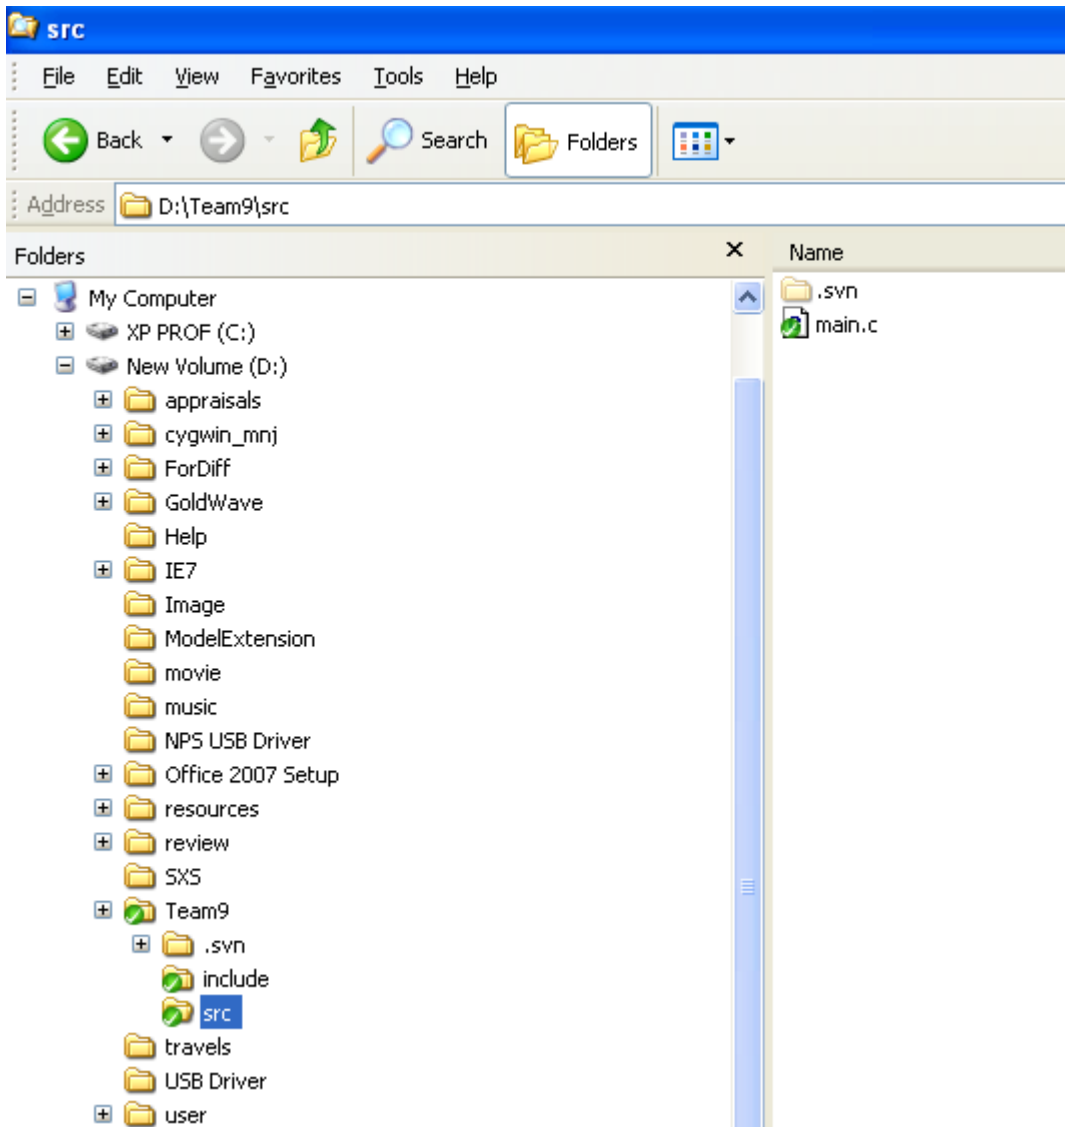 src
File Edit View Favorites Tools Help
Back Search Folders
Address D:\Team9\src
Folders
My Computer
XP PROF (C:)
New Volume (D:)
appraisals
cygwin_mnj
ForDiff
GoldWave
Help
IE7
Image
ModelExtension
movie
music
NPS USB Driver
Office 2007 Setup
resources
review
SXS
Team9
.svn
include
src
travels
USB Driver
user
Name
.svn
main.c